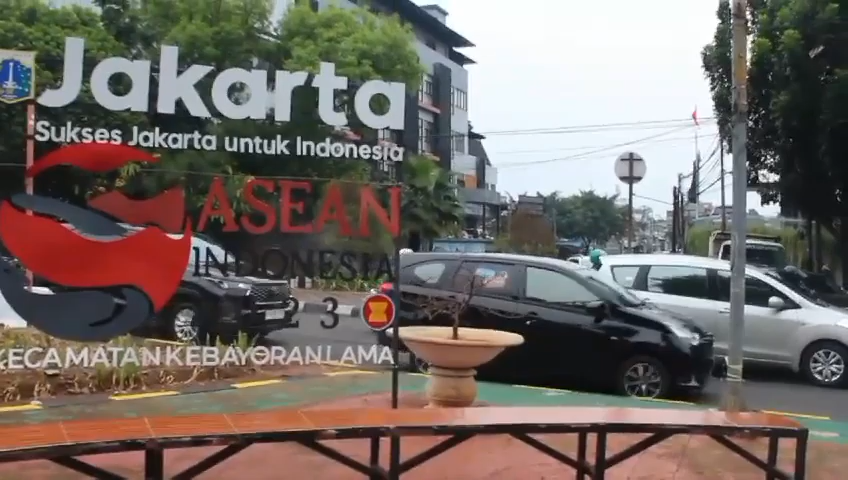 Jakarta
Sukses Jakarta untuk Indonesia
ASEAN
INDONESIA
23
KECAMATAN KEBAYORAN LAMA